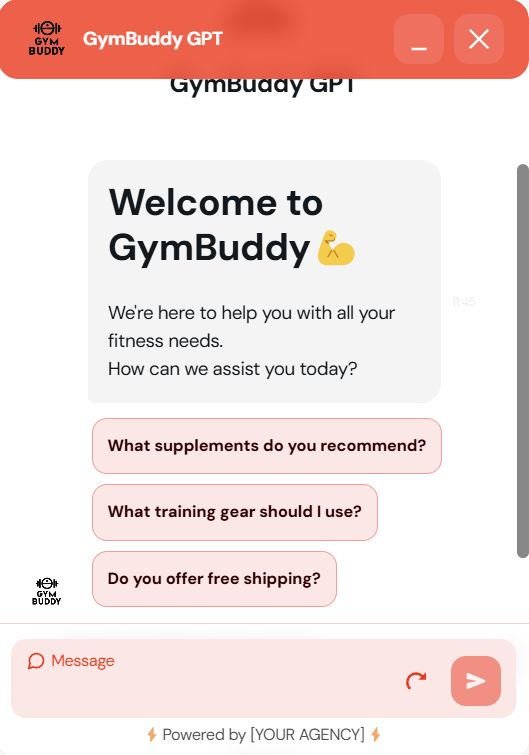 GYM
BUDDY
GymBuddy GPT
GymBuddy GPT
Welcome to
GymBuddy💪
We're here to help you with all your
fitness needs.
How can we assist you today?
11:45
What supplements do you recommend?
What training gear should I use?
Do you offer free shipping?
GYM
BUDDY
Message
⚡ Powered by [YOUR AGENCY] ⚡